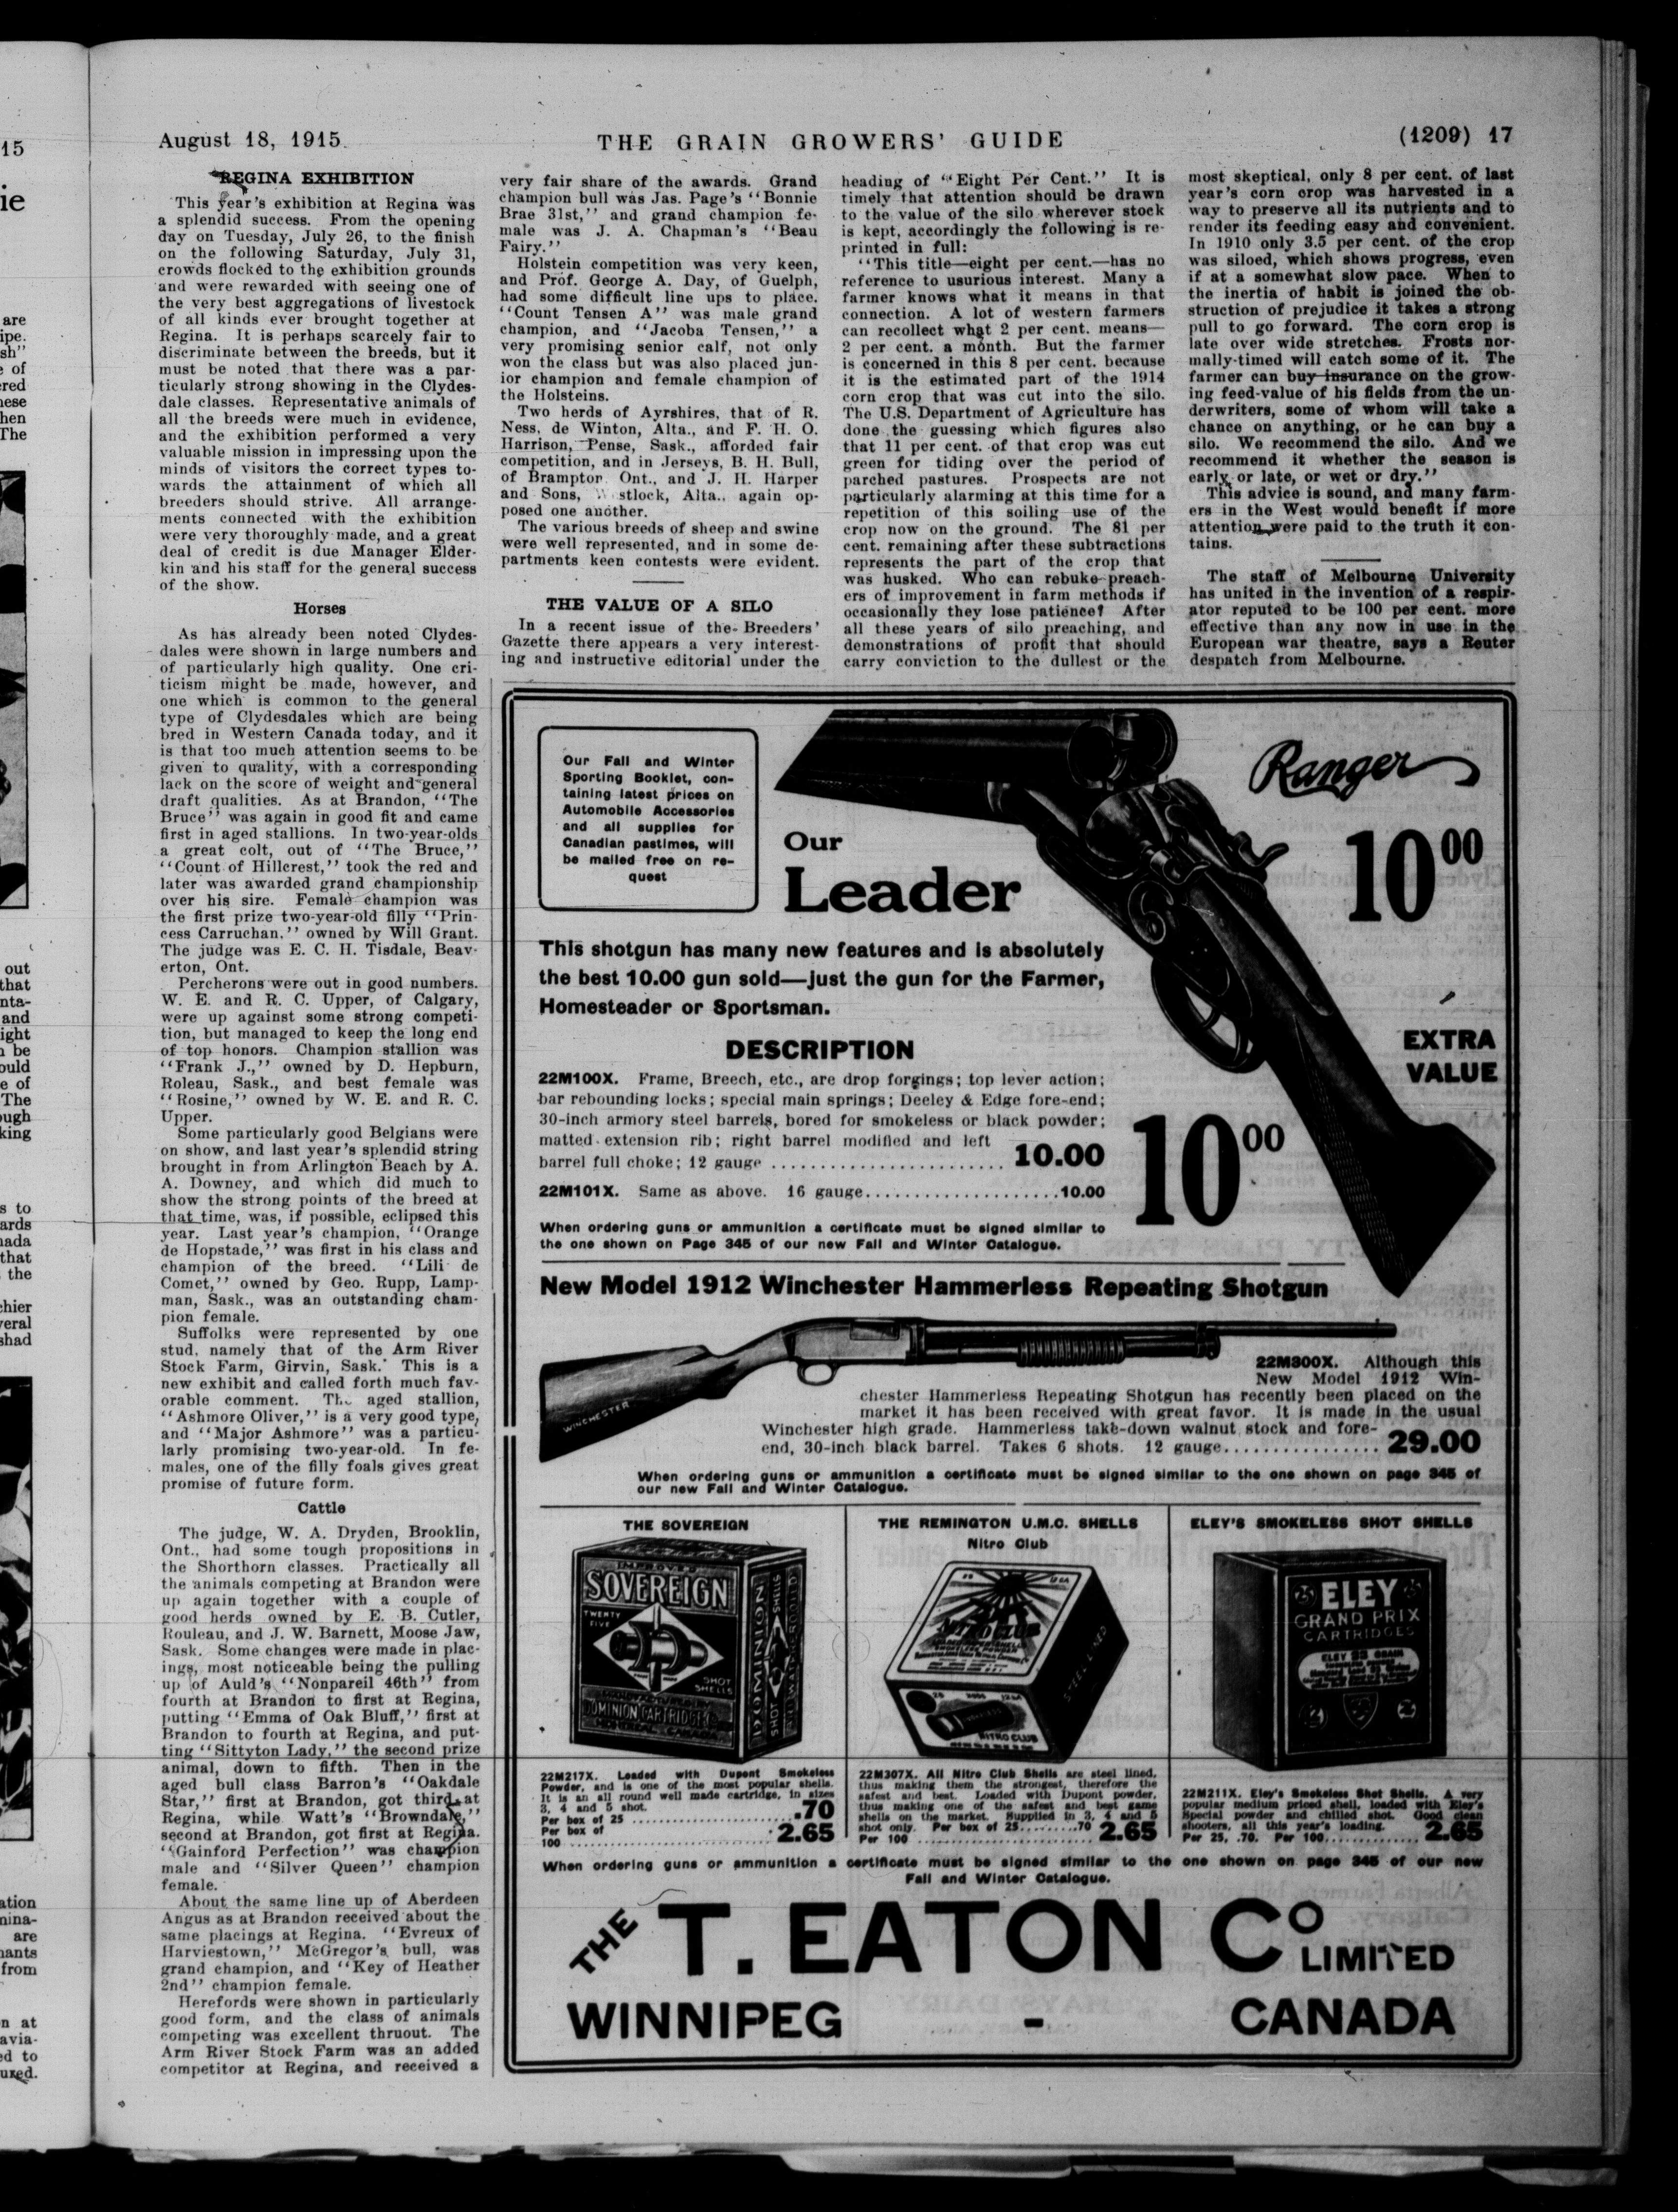 August 18, 1915
THE GRAIN GROWERS' GUIDE
(1209) 17
REGINA EXHIBITION
This year's exhibition at Regina was
a splendid success. From the opening
day on Tuesday, July 26, to the finish
on the following Saturday, July 31,
crowds flocked to the exhibition grounds
and were rewarded with seeing one of
the very best aggregations of livestock
of all kinds ever brought together at
Regina. It is perhaps scarcely fair to
discriminate between the breeds, but it
must be noted that there was a par-
ticularly strong showing in the Clydes-
dale classes. Representative animals of
all the breeds were much in evidence,
and the exhibition performed a very
valuable mission in impressing upon the
minds of visitors the correct types to-
wards the attainment of which all
breeders should strive. All arrange-
ments connected with the exhibition
were very thoroughly made, and a great
deal of credit is due Manager Elder-
kin and his staff for the general success
of the show.
Horses
As has already been noted Clydes-
dales were shown in large numbers and
of particularly high quality. One cri-
ticism might be made, however, and
one which is common to the general
type of Clydesdales which are being
bred in Western Canada today, and it
is that too much attention seems to be
given to quality, with a corresponding
lack on the score of weight and general
draft qualities. As at Brandon, "The
Bruce" was again in good fit and came
first in aged stallions. In two-year-olds
a great colt, out of "The Bruce,"
"Count of Hillcrest," took the red and
later was awarded grand championship
over his sire. Female champion was
the first prize two-year-old filly "Prin-
cess Carruchan," owned by Will Grant.
The judge was E. C. H. Tisdale, Beav-
erton, Ont.
Percherons were out in good numbers.
W. E. and R. C. Upper, of Calgary,
were up against some strong competi-
tion, but managed to keep the long end
of top honors. Champion stallion was
"Frank J.," owned by D. Hepburn,
Roleau, Sask., and best female was
"Rosine," owned by W. E. and R. C.
Upper.
Some particularly good Belgians were
on show, and last year's splendid string
brought in from Arlington Beach by A.
A. Downey, and which did much to
show the strong points of the breed at
that time, was, if possible, eclipsed this
year. Last year's champion, "Orange
de Hopstade," was first in his class and
champion of the breed. "Lili de
Comet," owned by Geo. Rupp, Lamp-
man, Sask., was an outstanding cham-
pion female.
Suffolks were represented by one
stud, namely that of the Arm River
Stock Farm, Girvin, Sask. This is a
new exhibit and called forth much fav-
orable comment. The aged stallion,
"Ashmore Oliver," is a very good type,
and "Major Ashmore" was a particu-
larly promising two-year-old. In fe-
males, one of the filly foals gives great
promise of future form.
Cattle
The judge, W. A. Dryden, Brooklin,
Ont., had some tough propositions in
the Shorthorn classes. Practically all
the animals competing at Brandon were
up again together with a couple of
good herds owned by E. B. Cutler,
Rouleau, and J. W. Barnett, Moose Jaw,
Sask. Some changes were made in plac-
ings, most noticeable being the pulling
up of Auld's "Nonpareil 46th" from
fourth at Brandon to first at Regina,
putting "Emma of Oak Bluff," first at
Brandon to fourth at Regina, and put-
ting "Sittyton Lady," the second prize
animal, down to fifth. Then in the
aged bull class Barron's "Oakdale
Star," first at Brandon, got third at
Regina, while Watt's "Browndale,"
second at Brandon, got first at Regina.
"Gainford Perfection" was champion
male and "Silver Queen" champion
female.
About the same line up of Aberdeen
Angus as at Brandon received about the
same placings at Regina. "Evreux of
Harviestown," McGregor's bull, was
grand champion, and "Key of Heather
2nd" champion female.
Herefords were shown in particularly
good form, and the class of animals
competing was excellent thruout. The
Arm River Stock Farm was an added
competitor at Regina, and received a
very fair share of the awards. Grand
champion bull was Jas. Page's "Bonnie
Brae 31st," and grand champion fe-
male was J. A. Chapman's "Beau
Fairy."
Holstein competition was very keen,
and Prof. George A. Day, of Guelph,
had some difficult line ups to place.
"Count Tensen A" was male grand
champion, and "Jacoba Tensen," a
very promising senior calf, not only
won the class but was also placed jun-
ior champion and female champion of
the Holsteins.
Two herds of Ayrshires, that of R.
Ness, de Winton, Alta., and F. H. O.
Harrison, Pense, Sask., afforded fair
competition, and in Jerseys, B. H. Bull,
of Brampton Ont., and J. H. Harper
and Sons, stlock, Alta., again op-
posed one another.
The various breeds of sheep and swine
were well represented, and in some de-
partments keen contests were evident.
THE VALUE OF A SILO
In a recent issue of the Breeders'
Gazette there appears a very interest-
ing and instructive editorial under the
heading of "Eight Per Cent." It is
timely that attention should be drawn
to the value of the silo wherever stock
is kept, accordingly the following is re-
printed in full:
"This title—eight per cent.—has no
reference to usurious interest. Many a
farmer knows what it means in that
connection. A lot of western farmers
can recollect what 2 per cent. means—
2 per cent. a month. But the farmer
is concerned in this 8 per cent. because
it is the estimated part of the 1914
corn crop that was cut into the silo.
The U.S. Department of Agriculture has
done the guessing which figures also
that 11 per cent. of that crop was cut
green for tiding over the period of
parched pastures. Prospects are not
particularly alarming at this time for a
repetition of this soiling use of the
crop now on the ground. The 81 per
cent. remaining after these subtractions
represents the part of the crop that
was husked. Who can rebuke preach-
ers of improvement in farm methods if
occasionally they lose patience? After
all these years of silo preaching, and
demonstrations of profit that should
carry conviction to the dullest or the
most skeptical, only 8 per cent. of last
year's corn crop was harvested in a
way to preserve all its nutrients and to
render its feeding easy and convenient.
In 1910 only 3.5 per cent. of the crop
was siloed, which shows progress, even
if at a somewhat slow pace. When to
the inertia of habit is joined the ob-
struction of prejudice it takes a strong
pull to go forward. The corn crop is
late over wide stretches. Frosts nor-
mally-timed will catch some of it. The
farmer can buy insurance on the grow-
ing feed-value of his fields from the un-
derwriters, some of whom will take a
chance on anything, or he can buy a
silo. We recommend the silo. And we
recommend it whether the season is
early or late, or wet or dry."
This advice is sound, and many farm-
ers in the West would benefit if more
attention were paid to the truth it con-
tains.
The staff of Melbourne University
has united in the invention of a respir-
ator reputed to be 100 per cent. more
effective than any now in use in the
European war theatre, says a Reuter
despatch from Melbourne.
Our Fall and Winter
Sporting Booklet, con-
taining latest prices on
Automobile Accessories
and all supplies for
Canadian pastimes, will
be mailed free on re-
quest
Ranger
10 00
Our
Leader
This shotgun has many new features and is absolutely
the best 10.00 gun sold—just the gun for the Farmer,
Homesteader or Sportsman.
EXTRA
VALUE
10 00
DESCRIPTION
22M100X. Frame, Breech, etc., are drop forgings; top lever action;
bar rebounding locks; special main springs; Deeley & Edge fore-end;
30-inch armory steel barrels, bored for smokeless or black powder;
matted extension rib; right barrel modified and left
barrel full choke; 12 gauge ........................ 10.00
22M101X. Same as above. 16 gauge....................10.00
When ordering guns or ammunition a certificate must be signed similar to
the one shown on Page 345 of our new Fall and Winter Catalogue.
New Model 1912 Winchester Hammerless Repeating Shotgun
WINCHESTER
22M300X. Although this
New Model 1912 Win-
chester Hammerless Repeating Shotgun has recently been placed on the
market it has been received with great favor. It is made in the usual
Winchester high grade. Hammerless take-down walnut stock and fore-
end, 30-inch black barrel. Takes 6 shots. 12 gauge................ 29.00
When ordering guns or ammunition a certificate must be signed similar to the one shown on page 345 of
our new Fall and Winter Catalogue.
THE SOVEREIGN
IMPROVED
SOVEREIGN
TWENTY
FIVE
SHOT
SHELLS
DOMINION CARTRIDGE
MONTREAL CANADA
DOMINION
SHOT SHELLS
22M217X. Loaded with Dupont Smokeless
Powder, and is one of the most popular shells.
It is an all round well made cartridge, in sizes
3, 4 and 5 shot.
Per box of 25 .................... .70
Per box of
100 .............................. 2.65
THE REMINGTON U.M.C. SHELLS
Nitro Club
NITRO CLUB
STEEL LINED
NITRO CLUB
22M307X. All Nitro Club Shells are steel lined,
thus making them the strongest, therefore the
safest and best. Loaded with Dupont powder,
thus making one of the safest and best game
shells on the market. Supplied in 3, 4 and 5
shot only. Per box of 25.........70
Per 100 ......................... 2.65
ELEY'S SMOKELESS SHOT SHELLS
ELEY
GRAND PRIX
CARTRIDGES
22M211X. Eley's Smokeless Shot Shells. A very
popular medium priced shell, loaded with Eley's
Special powder and chilled shot. Good clean
shooters, all this year's loading.
Per 25, .70. Per 100.............. 2.65
When ordering guns or ammunition a certificate must be signed similar to the one shown on page 345 of our new
Fall and Winter Catalogue.
THE T. EATON Co LIMITED
WINNIPEG - CANADA